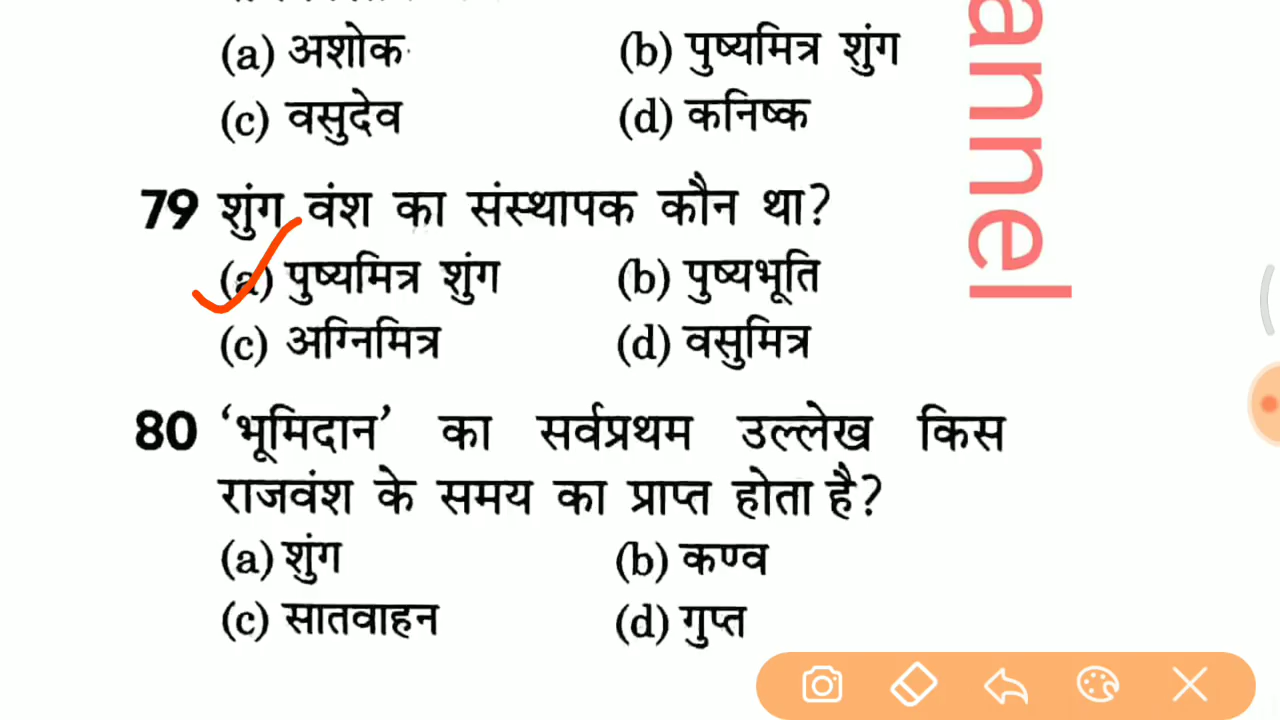 (a) अशोक (b) पुष्यमित्र शुंग
(c) वसुदेव (d) कनिष्क
79 शुंग वंश का संस्थापक कौन था?
(a) पुष्यमित्र शुंग (b) पुष्यभूति
(c) अग्निमित्र (d) वसुमित्र
80 ‘भूमिदान’ का सर्वप्रथम उल्लेख किस
राजवंश के समय का प्राप्त होता है?
(a) शुंग (b) कण्व
(c) सातवाहन (d) गुप्त
annel